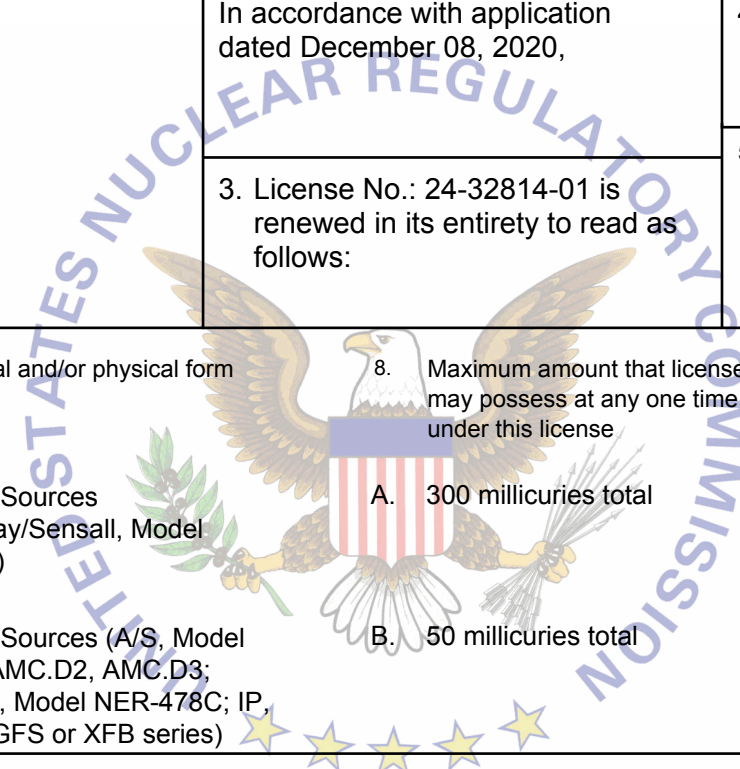 In accordance with application
dated December 08, 2020,
3. License No.: 24-32814-01 is
renewed in its entirety to read as
follows:
UNITED STATES NUCLEAR REGULATORY COMMISSION
and/or physical form
8. Maximum amount that license
may possess at any one time
under this license
Sources
A. 300 millicuries total
ay/Sensall, Model
)
Sources (A/S, Model
B. 50 millicuries total
AMC.D2, AMC.D3;
, Model NER-478C; IP,
GFS or XFB series)